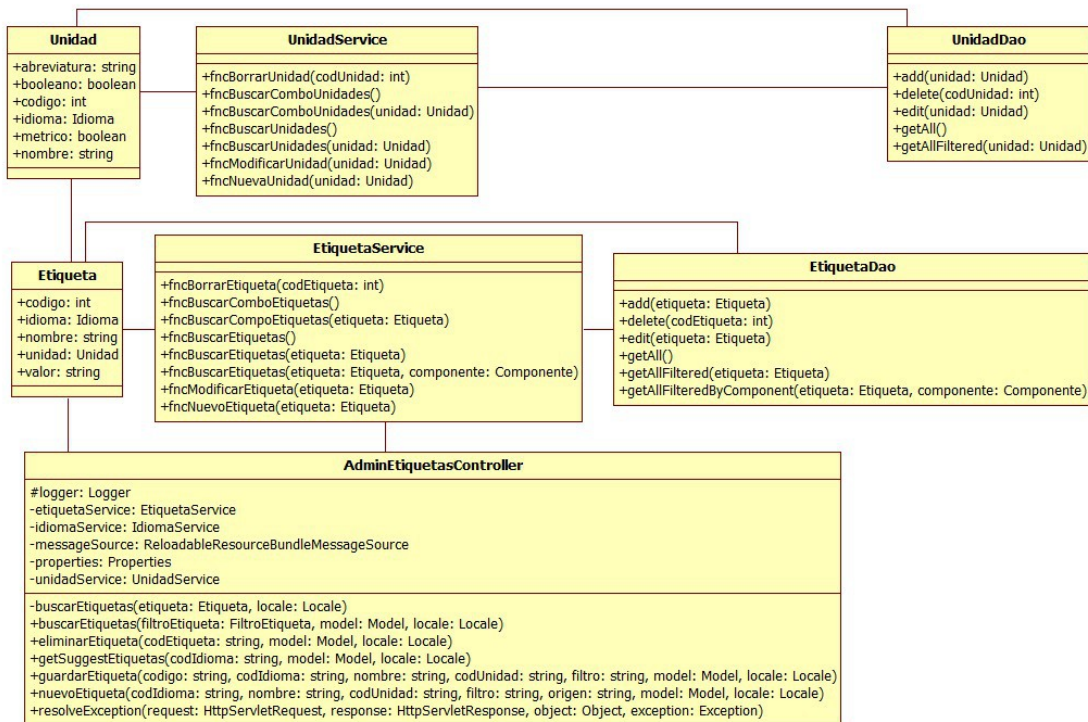 Unidad
+abreviatura: string
+booleano: boolean
+codigo: int
+idioma: Idioma
+metrico: boolean
+nombre: string
UnidadService
+fncBorrarUnidad(codUnidad: int)
+fncBuscarComboUnidades()
+fncBuscarComboUnidades(unidad: Unidad)
+fncBuscarUnidades()
+fncBuscarUnidades(unidad: Unidad)
+fncModificarUnidad(unidad: Unidad)
+fncNuevaUnidad(unidad: Unidad)
UnidadDao
+add(unidad: Unidad)
+delete(codUnidad: int)
+edit(unidad: Unidad)
+getAll()
+getAllFiltered(unidad: Unidad)
Etiqueta
+codigo: int
+idioma: Idioma
+nombre: string
+unidad: Unidad
+valor: string
EtiquetaService
+fncBorrarEtiqueta(codEtiqueta: int)
+fncBuscarComboEtiquetas()
+fncBuscarCompoEtiquetas(etiqueta: Etiqueta)
+fncBuscarEtiquetas()
+fncBuscarEtiquetas(etiqueta: Etiqueta)
+fncBuscarEtiquetas(etiqueta: Etiqueta, componente: Componente)
+fncModificarEtiqueta(etiqueta: Etiqueta)
+fncNuevoEtiqueta(etiqueta: Etiqueta)
EtiquetaDao
+add(etiqueta: Etiqueta)
+delete(codEtiqueta: int)
+edit(etiqueta: Etiqueta)
+getAll()
+getAllFiltered(etiqueta: Etiqueta)
+getAllFilteredByComponent(etiqueta: Etiqueta, componente: Componente)
AdminEtiquetasController
#logger: Logger
-etiquetaService: EtiquetaService
-idiomaService: IdiomaService
-messageSource: ReloadableResourceBundleMessageSource
-properties: Properties
-unidadService: UnidadService
-buscarEtiquetas(etiqueta: Etiqueta, locale: Locale)
+buscarEtiquetas(filtroEtiqueta: FiltroEtiqueta, model: Model, locale: Locale)
+eliminarEtiqueta(codEtiqueta: string, model: Model, locale: Locale)
+getSuggestEtiquetas(codIdioma: string, model: Model, locale: Locale)
+guardarEtiqueta(codigo: string, codIdioma: string, nombre: string, codUnidad: string, filtro: string, model: Model, locale: Locale)
+nuevoEtiqueta(codIdioma: string, nombre: string, codUnidad: string, filtro: string, origen: string, model: Model, locale: Locale)
+resolveException(request: HttpServletRequest, response: HttpServletResponse, object: Object, exception: Exception)